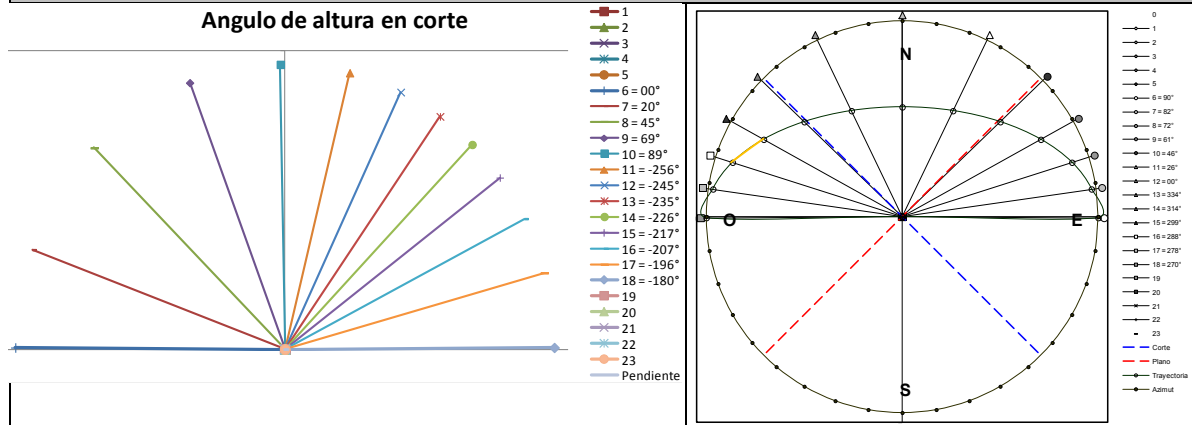 Angulo de altura en corte
1
2
3
4
5
6 = 00°
7 = 20°
8 = 45°
9 = 69°
10 = 89°
11 = -256°
12 = -245°
13 = -235°
14 = -226°
15 = -217°
16 = -207°
17 = -196°
18 = -180°
19
20
21
22
23
Pendiente
N
O
E
S
0
1
2
3
4
5
6 = 90°
7 = 82°
8 = 72°
9 = 61°
10 = 46°
11 = 26°
12 = 00°
13 = 334°
14 = 314°
15 = 299°
16 = 288°
17 = 278°
18 = 270°
19
20
21
22
23
Corte
Plano
Trayectoria
Azimut